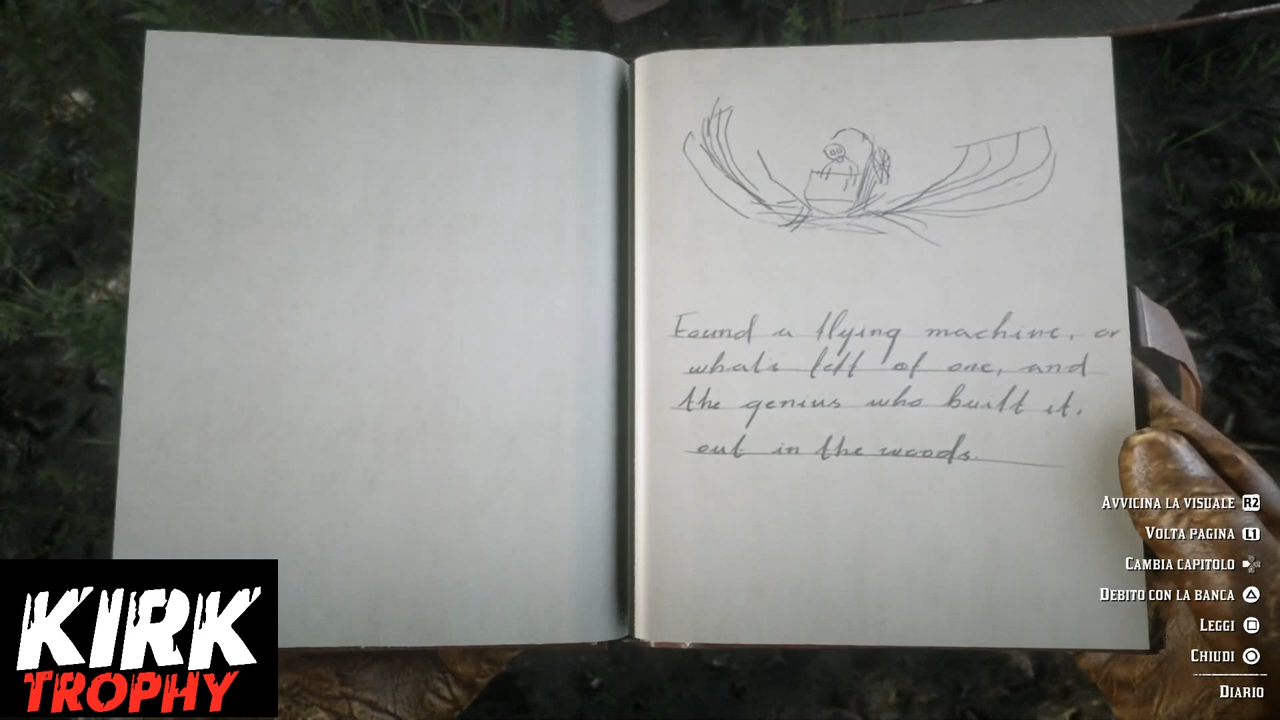 Found a flying machine, or
whats left of one, and
the genius who built it,
out in the woods.
AVVICINA LA VISUALE R2
VOLTA PAGINA L1
CAMBIA CAPITOLO
DEBITO CON LA BANCA
LEGGI
CHIUDI
DIARIO
KIRK
TROPHY